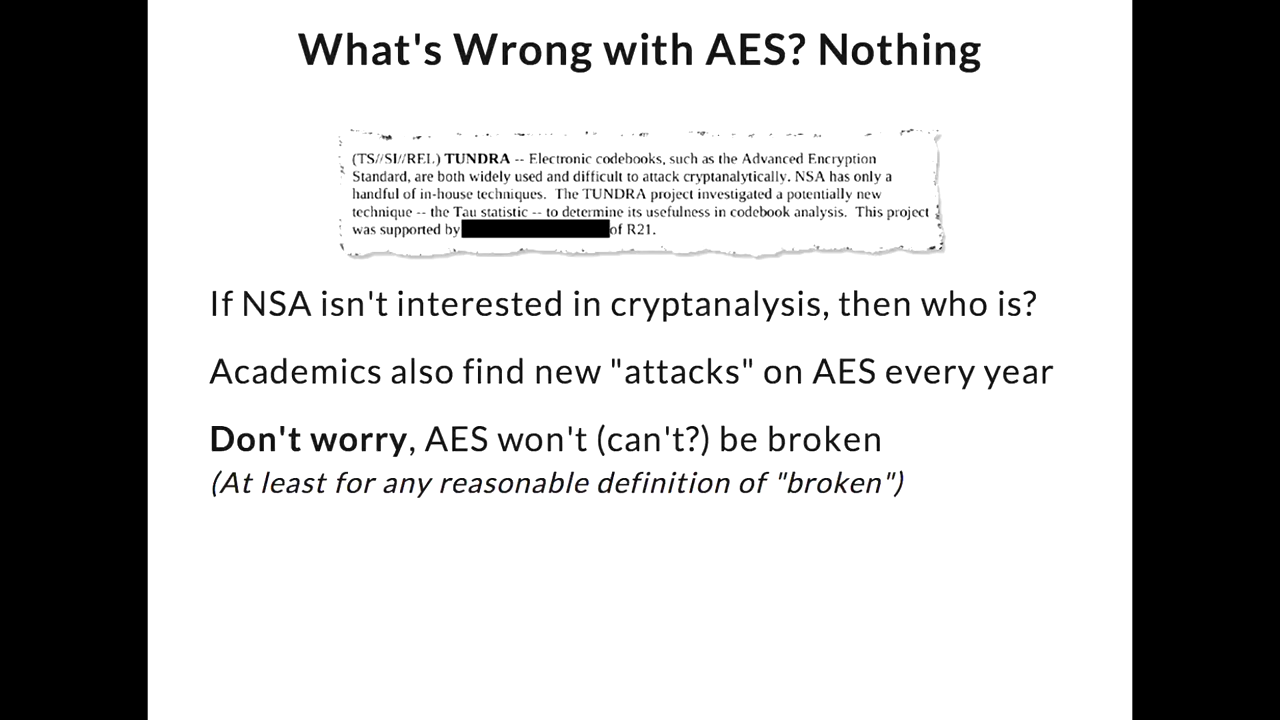 What's Wrong with AES? Nothing
(TS//SI//REL) TUNDRA -- Electronic codebooks, such as the Advanced Encryption
Standard, are both widely used and difficult to attack cryptanalytically. NSA has only a
handful of in-house techniques. The TUNDRA project investigated a potentially new
technique -- the Tau statistic -- to determine its usefulness in codebook analysis. This project
was supported by of R21.
If NSA isn't interested in cryptanalysis, then who is?
Academics also find new "attacks" on AES every year
Don't worry, AES won't (can't?) be broken
(At least for any reasonable definition of "broken")